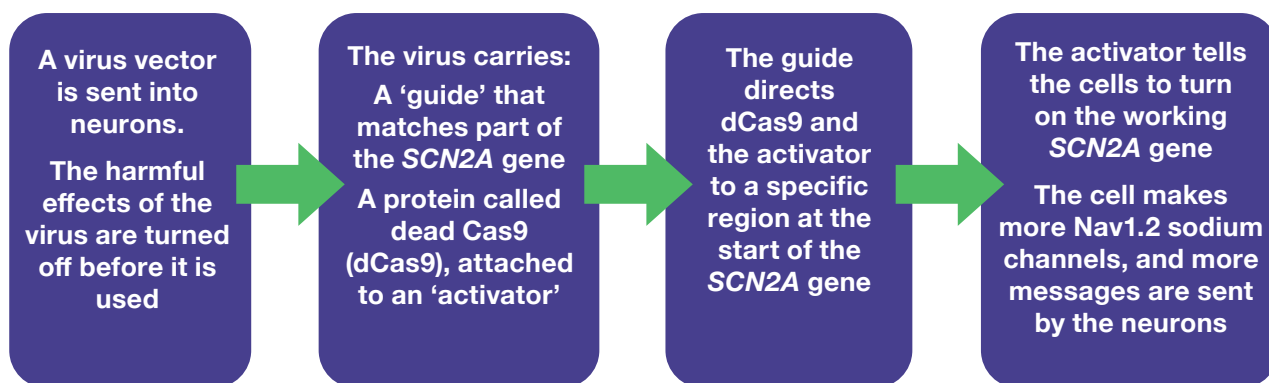 A virus vector
is sent into
neurons.
The harmful
effects of the
virus are turned
off before it is
used
The virus carries:
A ‘guide’ that
matches part of
the SCN2A gene
A protein called
dead Cas9
(dCas9), attached
to an ‘activator’
The guide
directs
dCas9 and
the activator
to a specific
region at the
start of the
SCN2A gene
The activator tells
the cells to turn
on the working
SCN2A gene
The cell makes
more Nav1.2 sodium
channels, and more
messages are sent
by the neurons